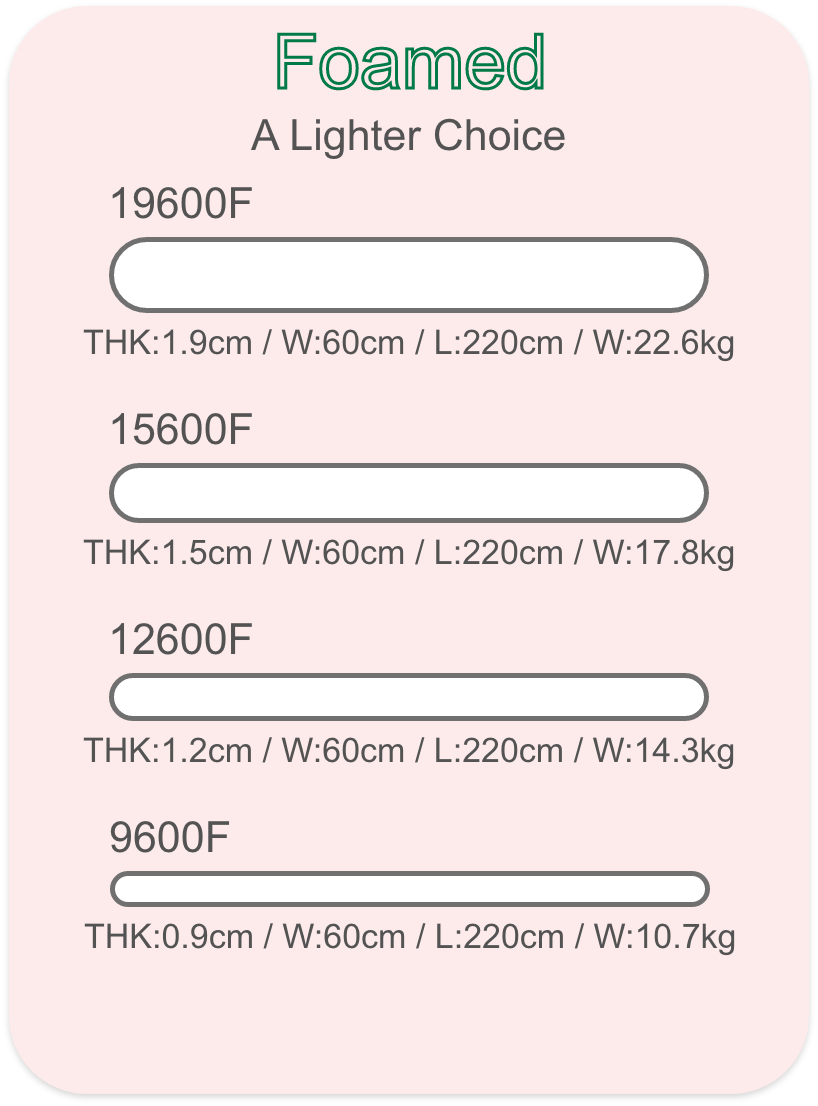 Foamed
A Lighter Choice
19600F
THK:1.9cm / W:60cm / L:220cm / W:22.6kg
15600F
THK:1.5cm / W:60cm / L:220cm / W:17.8kg
12600F
THK:1.2cm / W:60cm / L:220cm / W:14.3kg
9600F
THK:0.9cm / W:60cm / L:220cm / W:10.7kg